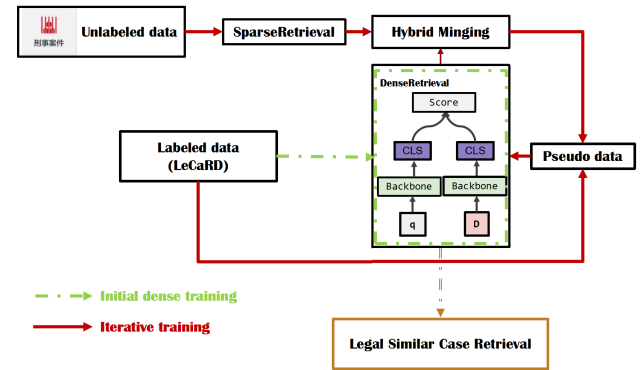 刑事案件
Unlabeled data
SparseRetrieval
Hybrid Minging
DenseRetrieval
Score
CLS
CLS
Backbone
Backbone
q
D
Labeled data
(LeCaRD)
Pseudo data
Initial dense training
Iterative training
Legal Similar Case Retrieval